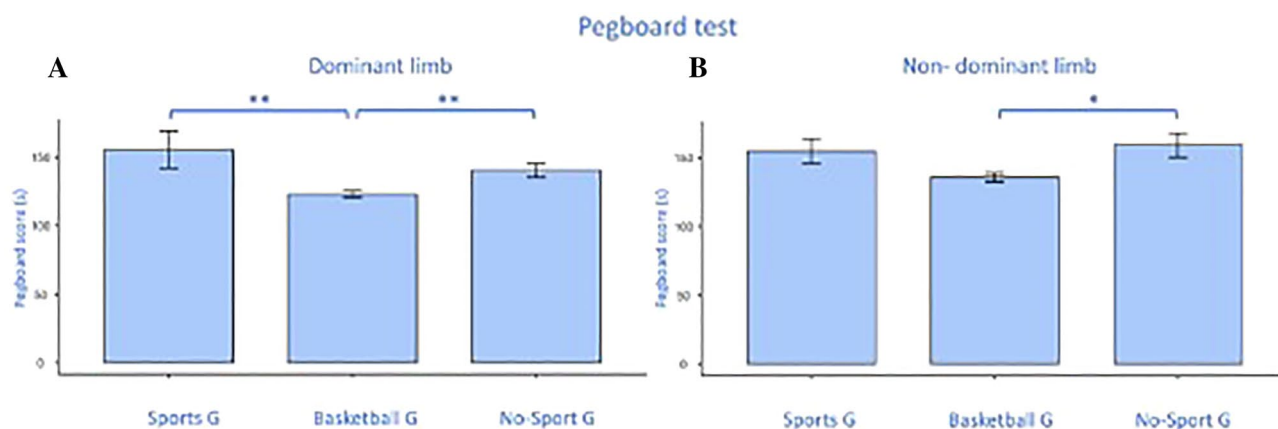 Pegboard test
A
Dominant limb
**
**
Pegboard score (s)
150
100
50
0
Sports G
Basketball G
No-Sport G
B
Non- dominant limb
*
Pegboard score (s)
150
100
50
0
Sports G
Basketball G
No-Sport G